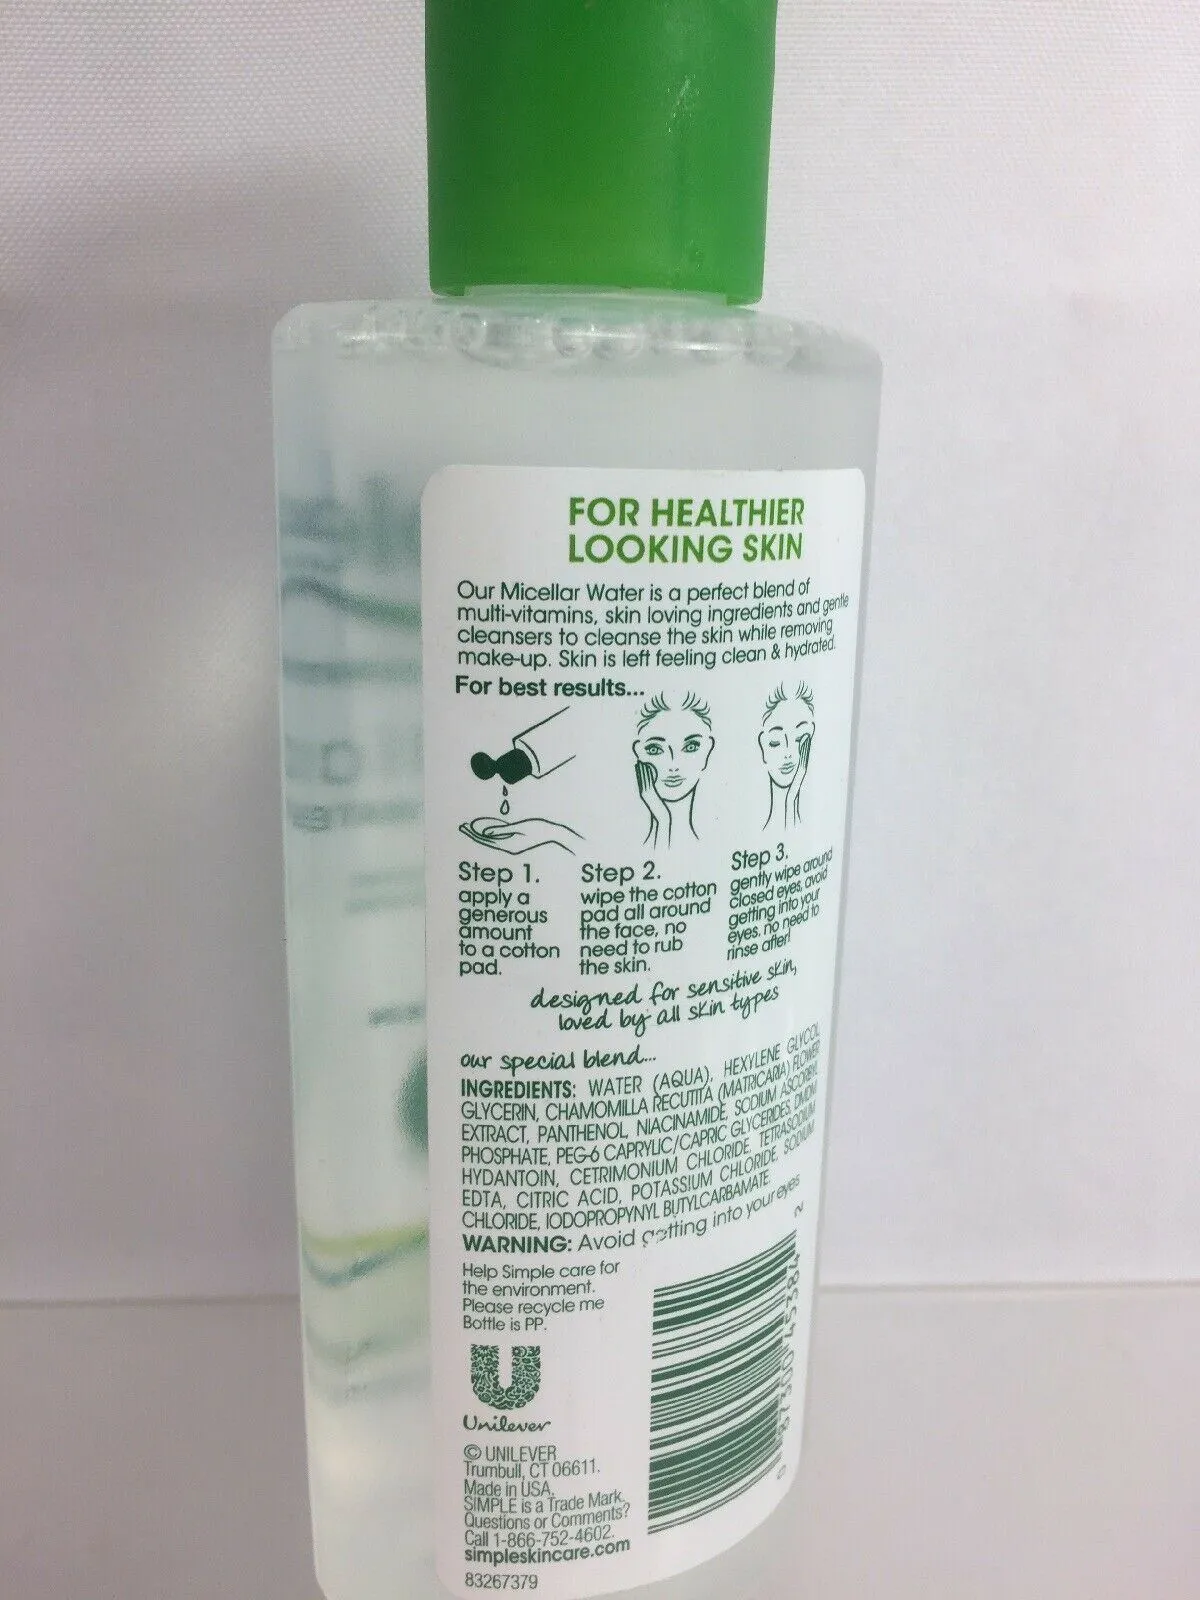 FOR HEALTHIER
LOOKING SKIN
Our Micellar Water is a perfect blend of
multi-vitamins, skin loving ingredients and gentle
cleansers to cleanse the skin while removing
make-up. Skin is left feeling clean & hydrated.
For best results...
Step 1.
apply a
generous
amount
to a cotton
pad.
Step 2.
wipe the cotton
pad all around
the face, no
need to rub
the skin.
Step 3.
gently wipe around
closed eyes, avoid
getting into your
eyes. no need to
rinse after!
designed for sensitive skin,
loved by all skin types
our special blend...
INGREDIENTS: WATER (AQUA), HEXYLENE GLYCOL
GLYCERIN, CHAMOMILLA RECUTITA (MATRICARIA) FLOWER
EXTRACT, PANTHENOL, NIACINAMIDE, SODIUM ASCORBYL
PHOSPHATE, PEG-6 CAPRYLIC/CAPRIC GLYCERIDES, DMDM
HYDANTOIN, CETRIMONIUM CHLORIDE, TETRASODIUM
EDTA, CITRIC ACID, POTASSIUM CHLORIDE, SODIUM
CHLORIDE, IODOPROPYNYL BUTYLCARBAMATE.
WARNING: Avoid getting into your eyes
Help Simple care for
the environment.
Please recycle me
Bottle is PP.
Unilever
© UNILEVER
Trumbull, CT 06611.
Made in USA.
SIMPLE is a Trade Mark.
Questions or Comments?
Call 1-866-752-4602.
simpleskincare.com
83267379
0 67300 45384 2